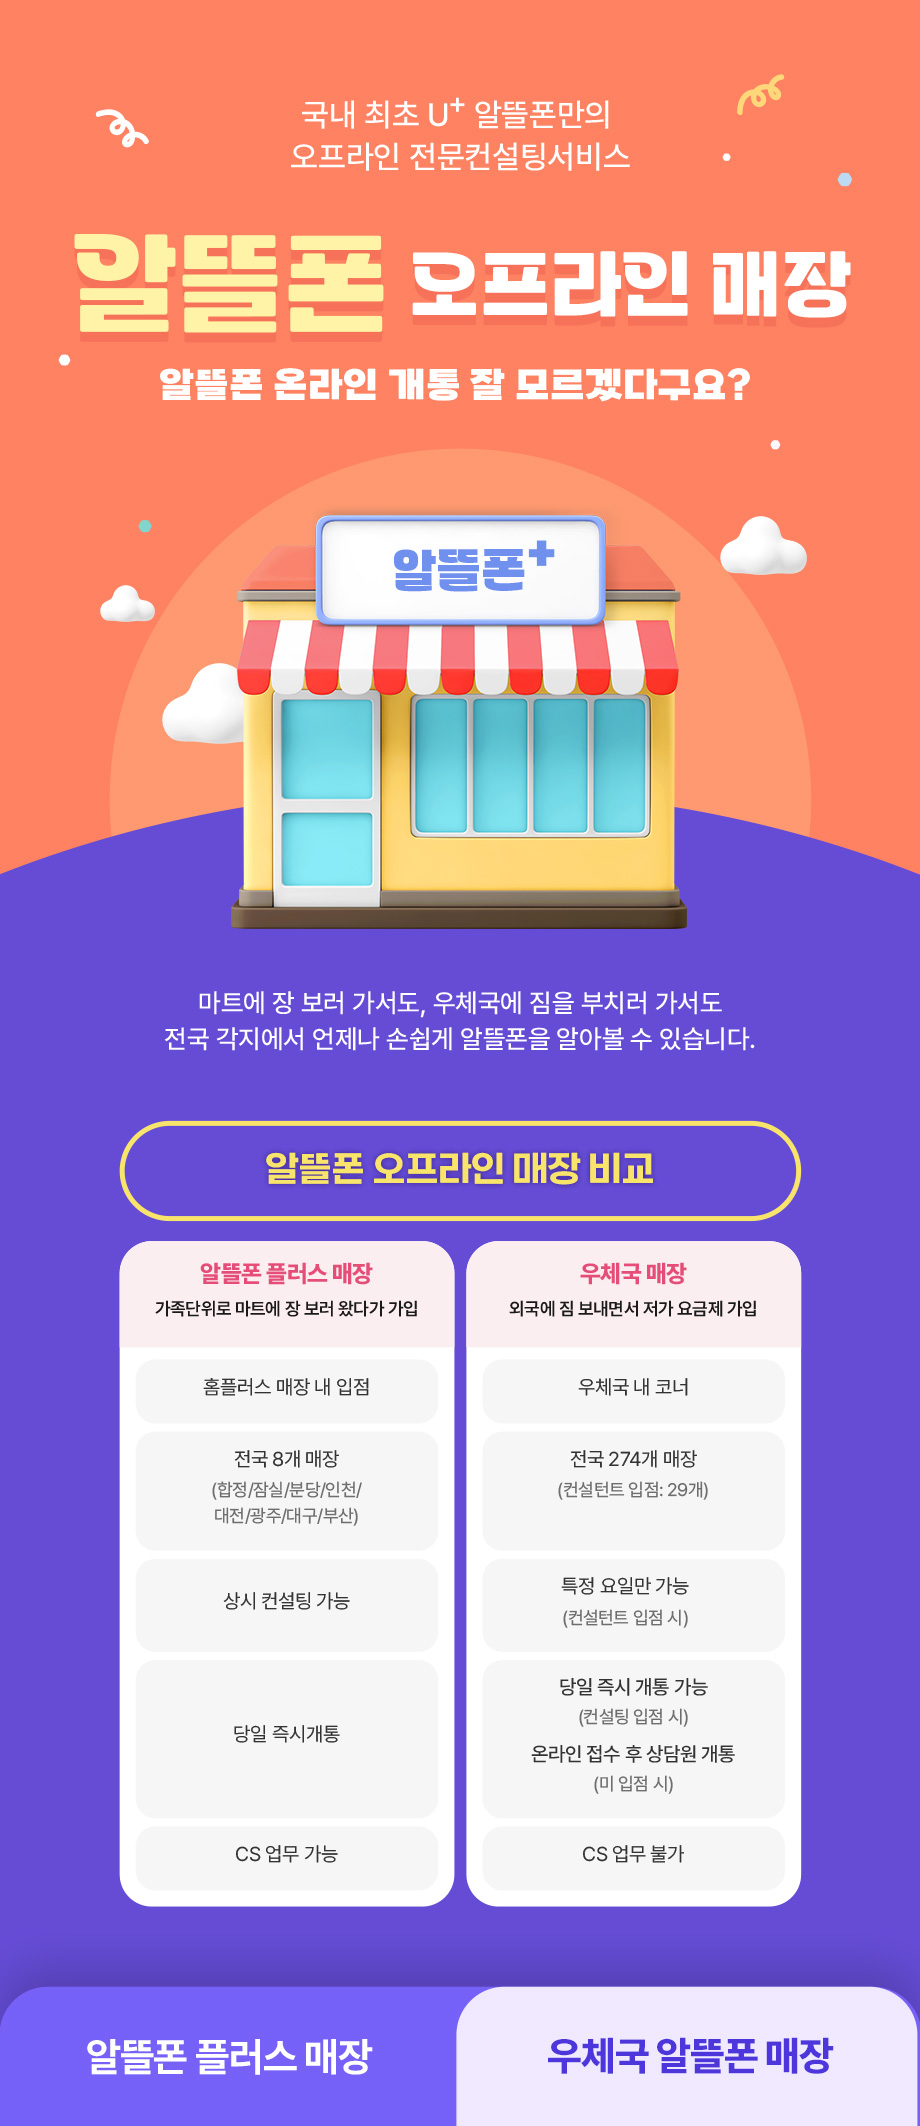 국내 최초 U+ 알뜰폰만의
오프라인 전문컨설팅서비스
알뜰폰 오프라인 매장
알뜰폰 온라인 개통 잘 모르겠다구요?
알뜰폰+
마트에 장 보러 가서도, 우체국에 짐을 부치러 가서도
전국 각지에서 언제나 손쉽게 알뜰폰을 알아볼 수 있습니다.
알뜰폰 오프라인 매장 비교
알뜰폰 플러스 매장
가족단위로 마트에 장 보러 왔다가 가입
홈플러스 매장 내 입점
전국 8개 매장
(합정/잠실/분당/인천/
대전/광주/대구/부산)
상시 컨설팅 가능
당일 즉시개통
CS 업무 가능
우체국 매장
외국에 짐 보내면서 저가 요금제 가입
우체국 내 코너
전국 274개 매장
(컨설턴트 입점: 29개)
특정 요일만 가능
(컨설턴트 입점 시)
당일 즉시 개통 가능
(컨설팅 입점 시)
온라인 접수 후 상담원 개통
(미 입점 시)
CS 업무 불가
알뜰폰 플러스 매장
우체국 알뜰폰 매장